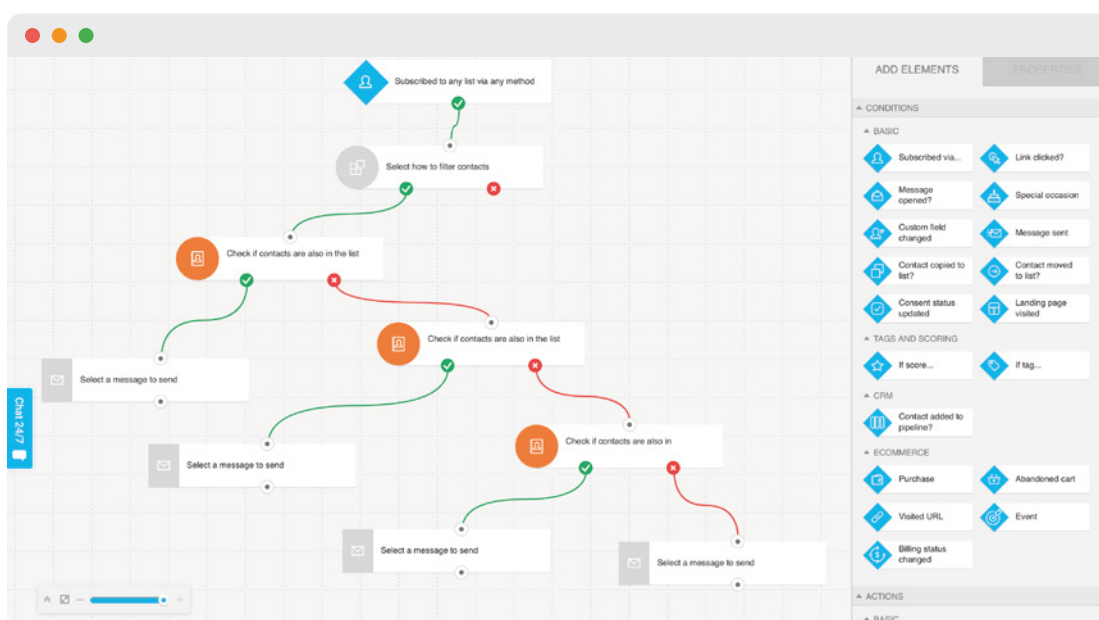 ADD ELEMENTS
PROPERTIES
Subscribed to any list via any method
Select how to filter contacts
Check if contacts are also in the list
Check if contacts are also in the list
Select a message to send
Check if contacts are also in
Select a message to send
Select a message to send
Select a message to send
Chat 24/7
CONDITIONS
BASIC
Subscribed via...
Link clicked?
Message
opened?
Special occasion
Custom field
changed
Message sent
Contact copied to
list?
Contact moved
to list?
Consent status
updated
Landing page
visited
TAGS AND SCORING
If score...
If tag...
CRM
Contact added to
pipeline?
ECOMMERCE
Purchase
Abandoned cart
Visited URL
Event
Billing status
changed
ACTIONS
BASIC